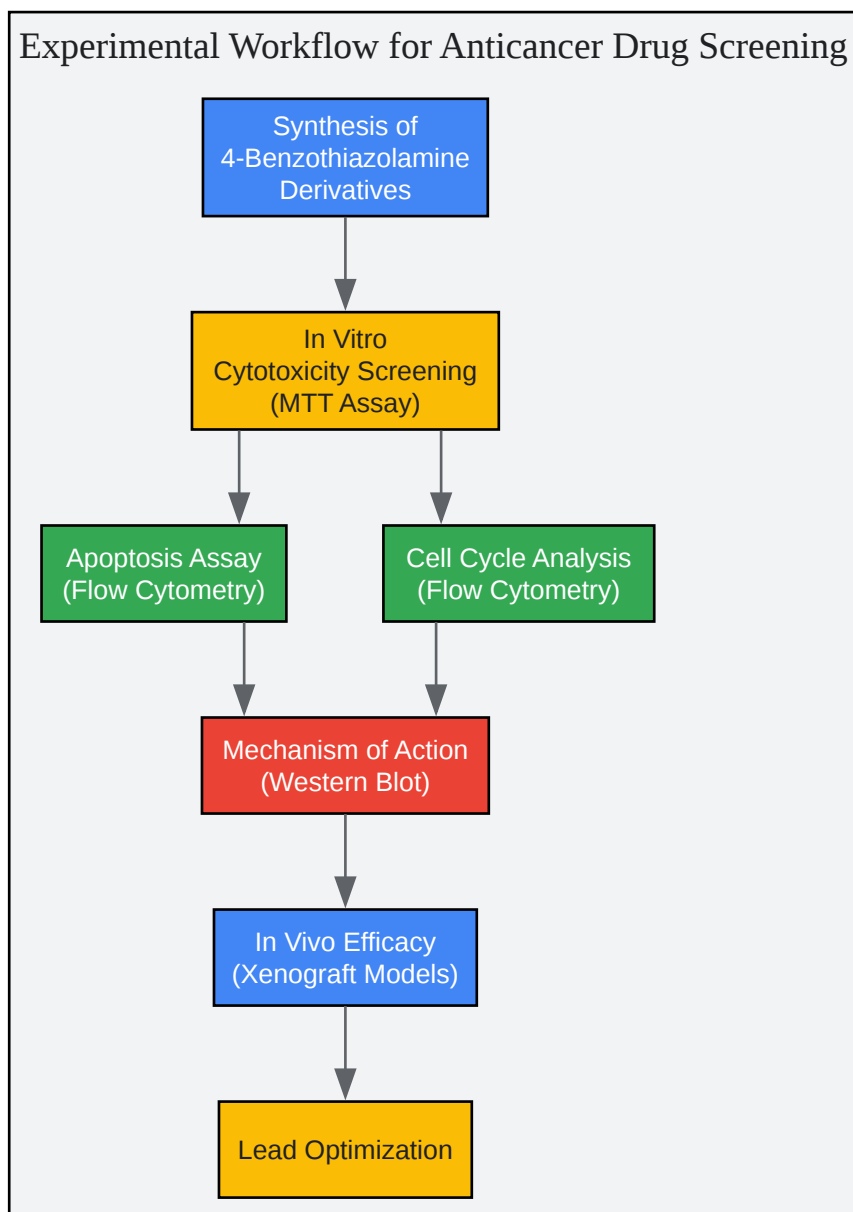 Experimental Workflow for Anticancer Drug Screening
Synthesis of
4-Benzothiazolamine
Derivatives
In Vitro
Cytotoxicity Screening
(MTT Assay)
Apoptosis Assay
(Flow Cytometry)
Cell Cycle Analysis
(Flow Cytometry)
Mechanism of Action
(Western Blot)
In Vivo Efficacy
(Xenograft Models)
Lead Optimization